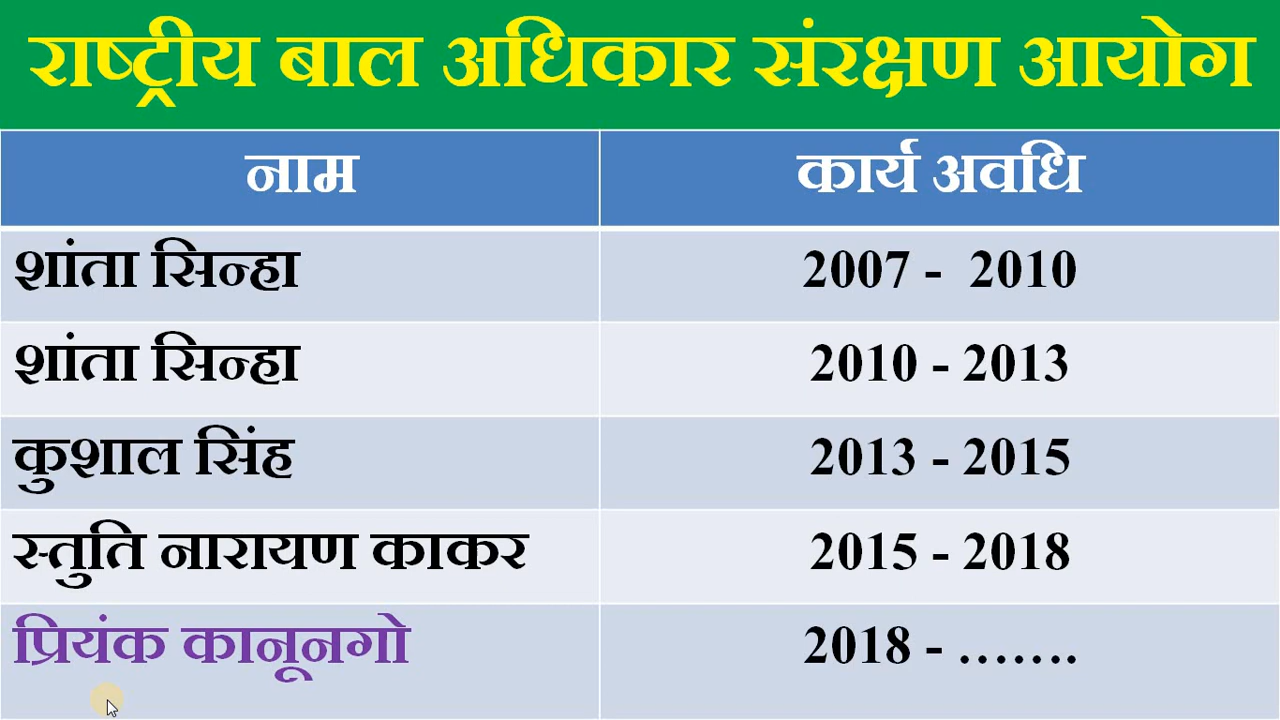 राष्ट्रीय बाल अधिकार संरक्षण आयोग
नाम कार्य अवधि
शांता सिन्हा 2007 - 2010
शांता सिन्हा 2010 - 2013
कुशाल सिंह 2013 - 2015
स्तुति नारायण काकर 2015 - 2018
प्रियंक कानूनगो 2018 - .......